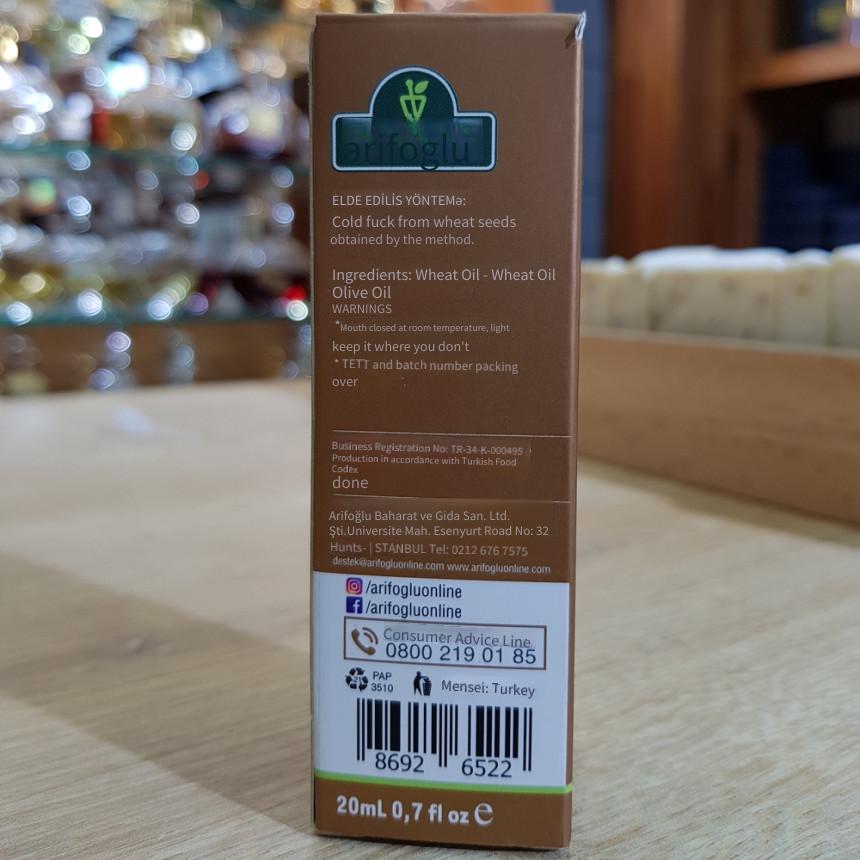 arifoglu
ELDE EDİLİS YÖNTEMə:
Cold fuck from wheat seeds
obtained by the method.
Ingredients: Wheat Oil - Wheat Oil
Olive Oil
WARNINGS
*Mouth closed at room temperature, light
keep it where you don't
* TETT and batch number packing
over
Business Registration No: TR-34-K-000495
Production in accordance with Turkish Food
Codex
done
Arifoğlu Baharat ve Gida San. Ltd.
Şti.Universite Mah. Esenyurt Road No: 32
Hunts- | STANBUL Tel: 0212 676 7575
destek@arifogluonline.com www.arifogluonline.com
/arifogluonline
/arifogluonline
Consumer Advice Line
0800 219 01 85
21 PAP
3510
Mensei: Turkey
8692 6522
20mL 0,7 fl oz e